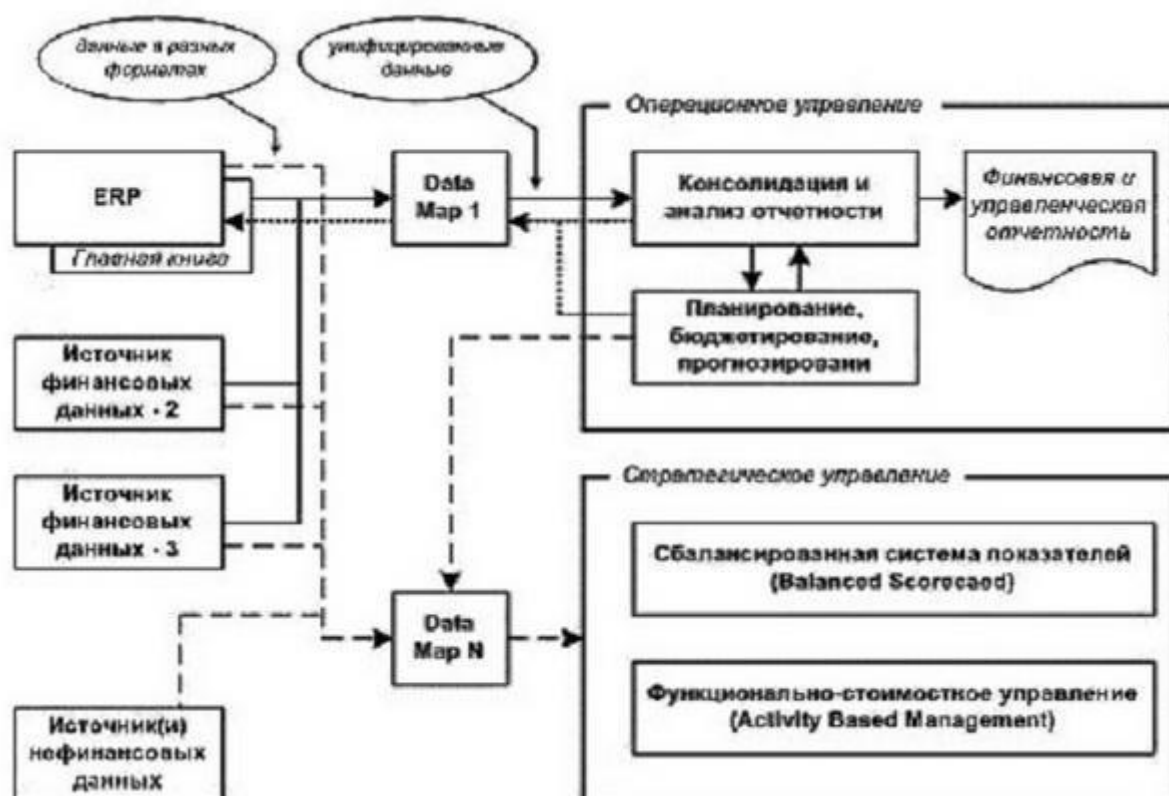 данные в разных
форматах
унифицированные
данные
Операционное управление
ERP
Главная книга
Data
Map 1
Консолидация и
анализ отчетности
Финансовая и
управленческая
отчетность
Планирование,
бюджетирование,
прогнозировани
Источник
финансовых
данных - 2
Источник
финансовых
данных - 3
Стратегическое управление
Сбалансированная система показателей
(Balanced Scorecaed)
Data
Map N
Функционально-стоимостное управление
(Activity Based Management)
Источник(и)
нефинансовых
данных